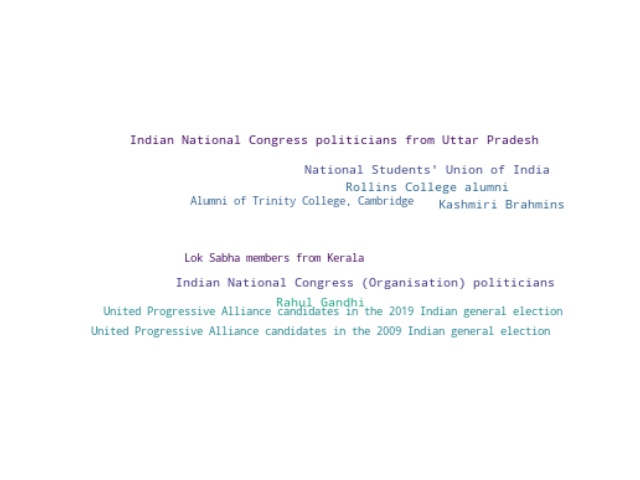 Indian National Congress politicians from Uttar Pradesh
National Students' Union of India
Rollins College alumni
Alumni of Trinity College, Cambridge
Kashmiri Brahmins
Lok Sabha members from Kerala
Indian National Congress (Organisation) politicians
Rahul Gandhi
United Progressive Alliance candidates in the 2019 Indian general election
United Progressive Alliance candidates in the 2009 Indian general election